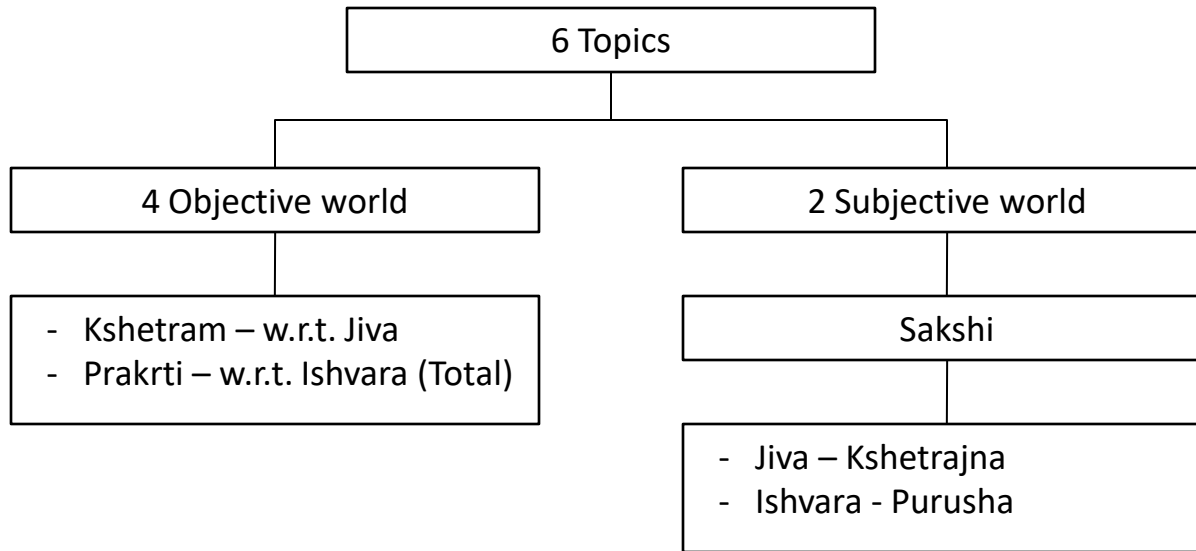 6 Topics
4 Objective world
2 Subjective world
- Kshetram – w.r.t. Jiva
- Prakrti – w.r.t. Ishvara (Total)
Sakshi
- Jiva – Kshetrajna
- Ishvara - Purusha